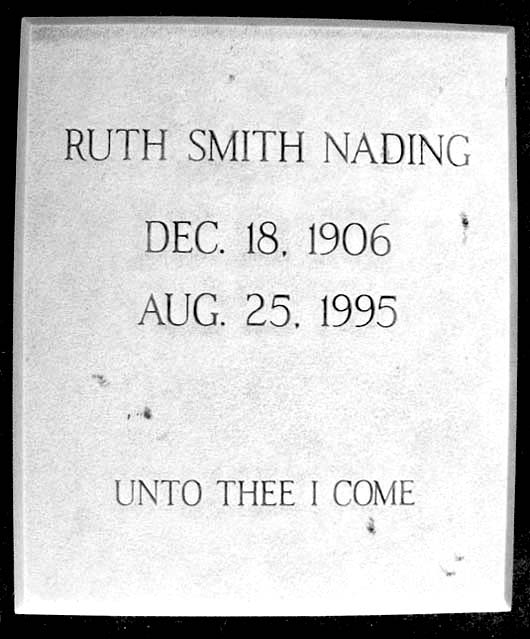 RUTH SMITH NADING
DEC. 18, 1906
AUG. 25, 1995
UNTO THEE I COME